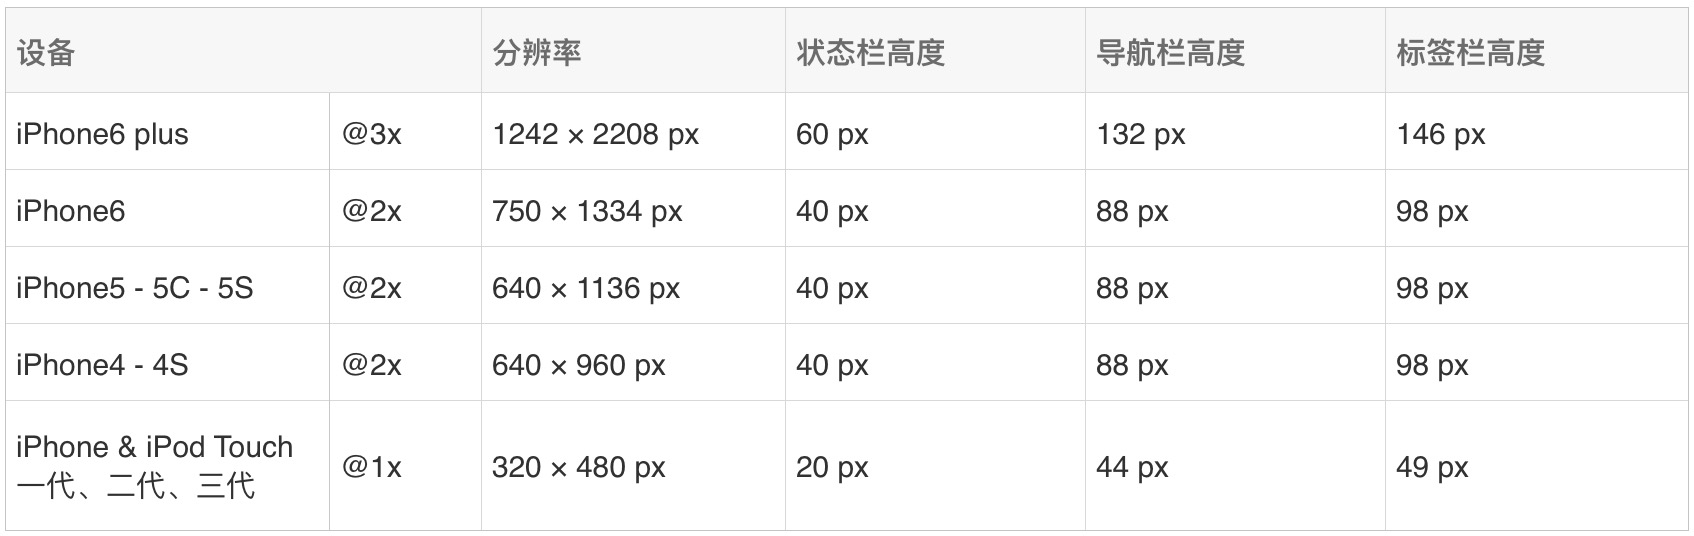 设备 分辨率 状态栏高度 导航栏高度 标签栏高度
iPhone6 plus @3x 1242 × 2208 px 60 px 132 px 146 px
iPhone6 @2x 750 × 1334 px 40 px 88 px 98 px
iPhone5 - 5C - 5S @2x 640 × 1136 px 40 px 88 px 98 px
iPhone4 - 4S @2x 640 × 960 px 40 px 88 px 98 px
iPhone & iPod Touch
一代、二代、三代 @1x 320 × 480 px 20 px 44 px 49 px